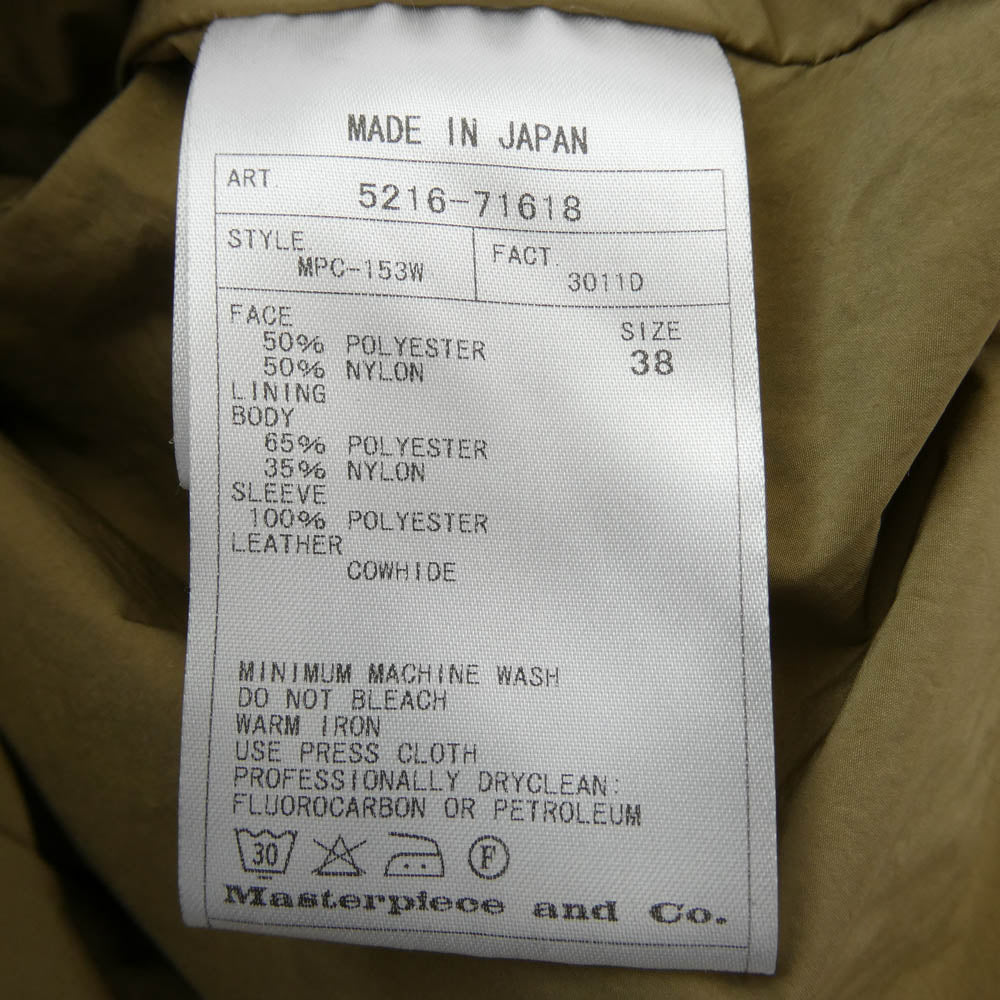 MADE IN JAPAN
ART. 5216-71618
STYLE. MPC-153W
FACT. 3011D
FACE
50% POLYESTER
50% NYLON
SIZE
38
LINING
BODY
65% POLYESTER
35% NYLON
SLEEVE
100% POLYESTER
LEATHER
COWHIDE
MINIMUM MACHINE WASH
DO NOT BLEACH
WARM IRON
USE PRESS CLOTH
PROFESSIONALLY DRYCLEAN:
FLUOROCARBON OR PETROLEUM
30 F
Masterpiece and Co.